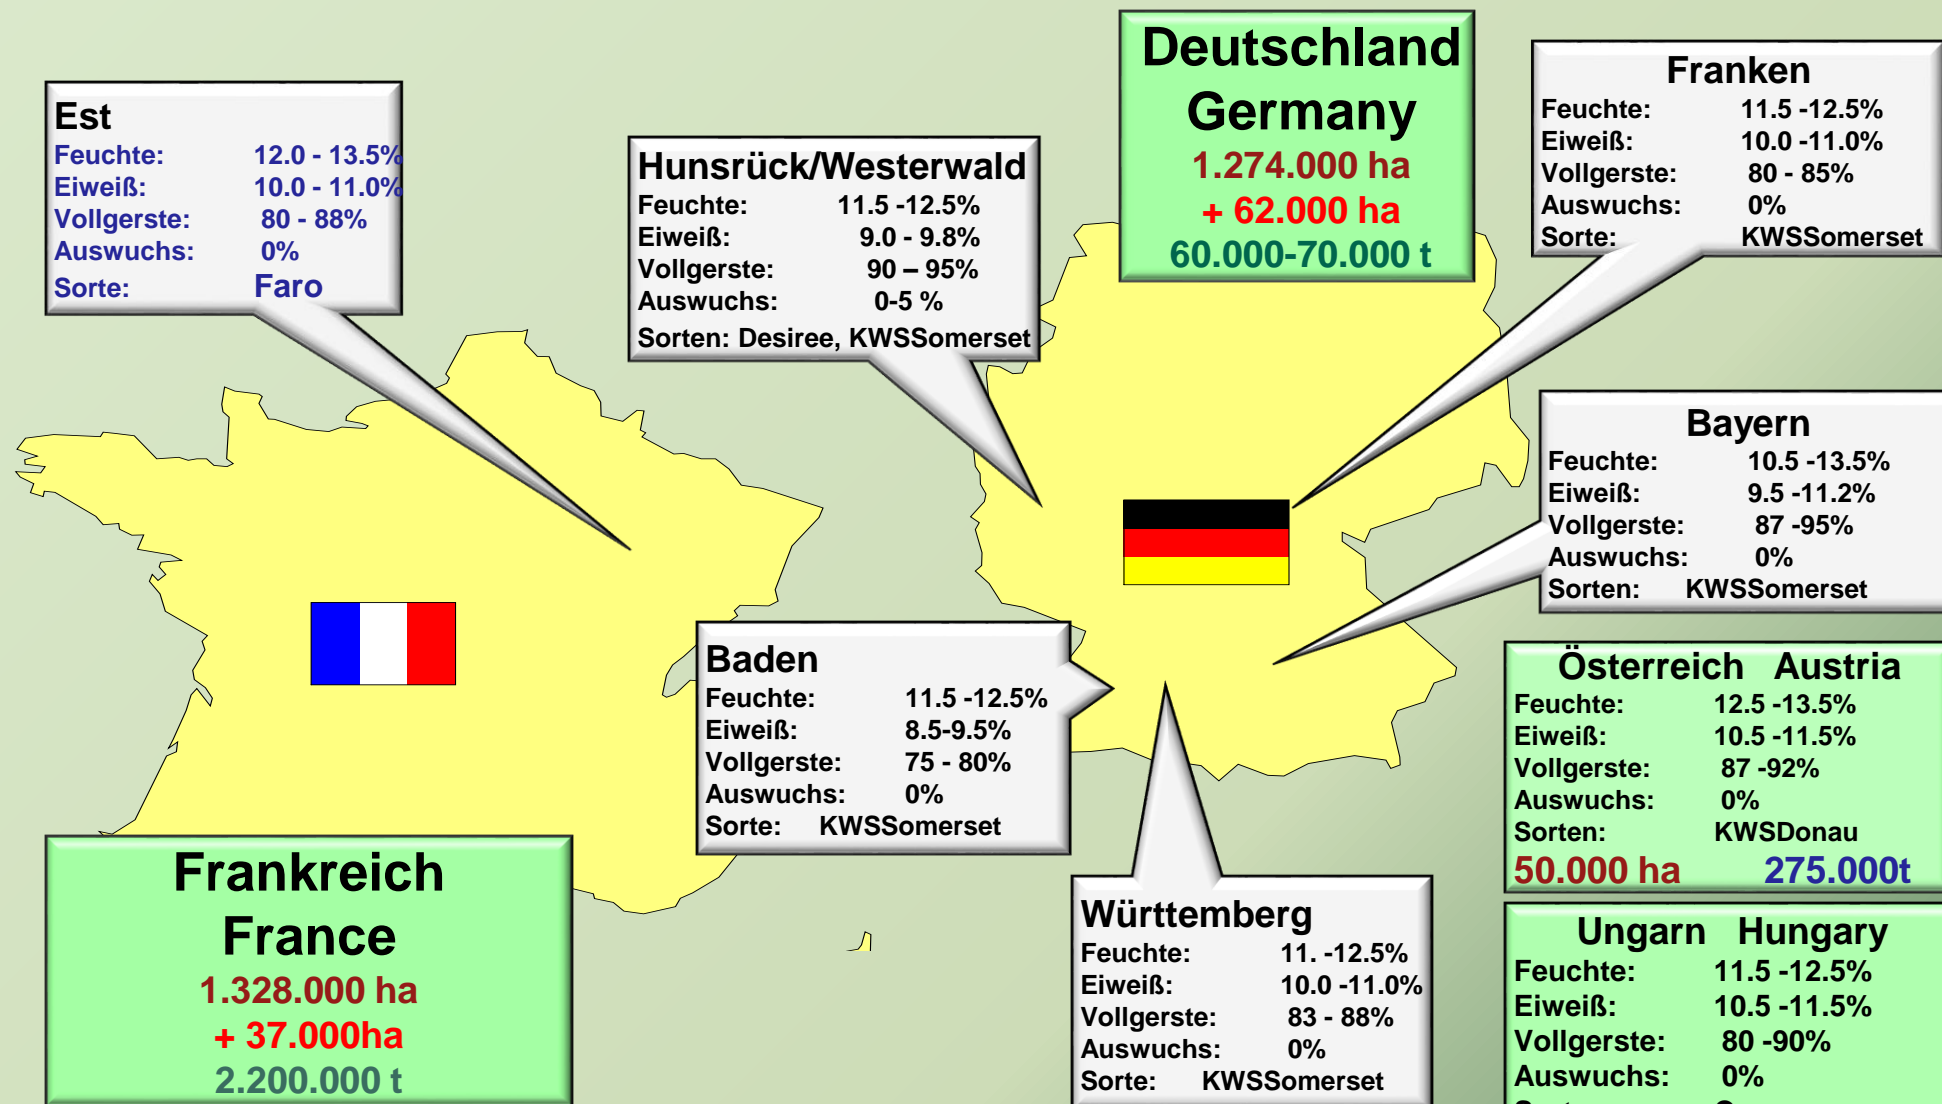 Est
Feuchte: 12.0 - 13.5%
Eiweiß: 10.0 - 11.0%
Vollgerste: 80 - 88%
Auswuchs: 0%
Sorte: Faro
Hunsrück/Westerwald
Feuchte: 11.5 -12.5%
Eiweiß: 9.0 - 9.8%
Vollgerste: 90 – 95%
Auswuchs: 0-5 %
Sorten: Desiree, KWSSomerset
Deutschland
Germany
1.274.000 ha
+ 62.000 ha
60.000-70.000 t
Franken
Feuchte: 11.5 -12.5%
Eiweiß: 10.0 -11.0%
Vollgerste: 80 - 85%
Auswuchs: 0%
Sorte: KWSSomerset
Bayern
Feuchte: 10.5 -13.5%
Eiweiß: 9.5 -11.2%
Vollgerste: 87 -95%
Auswuchs: 0%
Sorten: KWSSomerset
Baden
Feuchte: 11.5 -12.5%
Eiweiß: 8.5-9.5%
Vollgerste: 75 - 80%
Auswuchs: 0%
Sorte: KWSSomerset
Österreich Austria
Feuchte: 12.5 -13.5%
Eiweiß: 10.5 -11.5%
Vollgerste: 87 -92%
Auswuchs: 0%
Sorten: KWSDonau
50.000 ha 275.000t
Frankreich
France
1.328.000 ha
+ 37.000ha
2.200.000 t
Württemberg
Feuchte: 11. -12.5%
Eiweiß: 10.0 -11.0%
Vollgerste: 83 - 88%
Auswuchs: 0%
Sorte: KWSSomerset
Ungarn Hungary
Feuchte: 11.5 -12.5%
Eiweiß: 10.5 -11.5%
Vollgerste: 80 -90%
Auswuchs: 0%